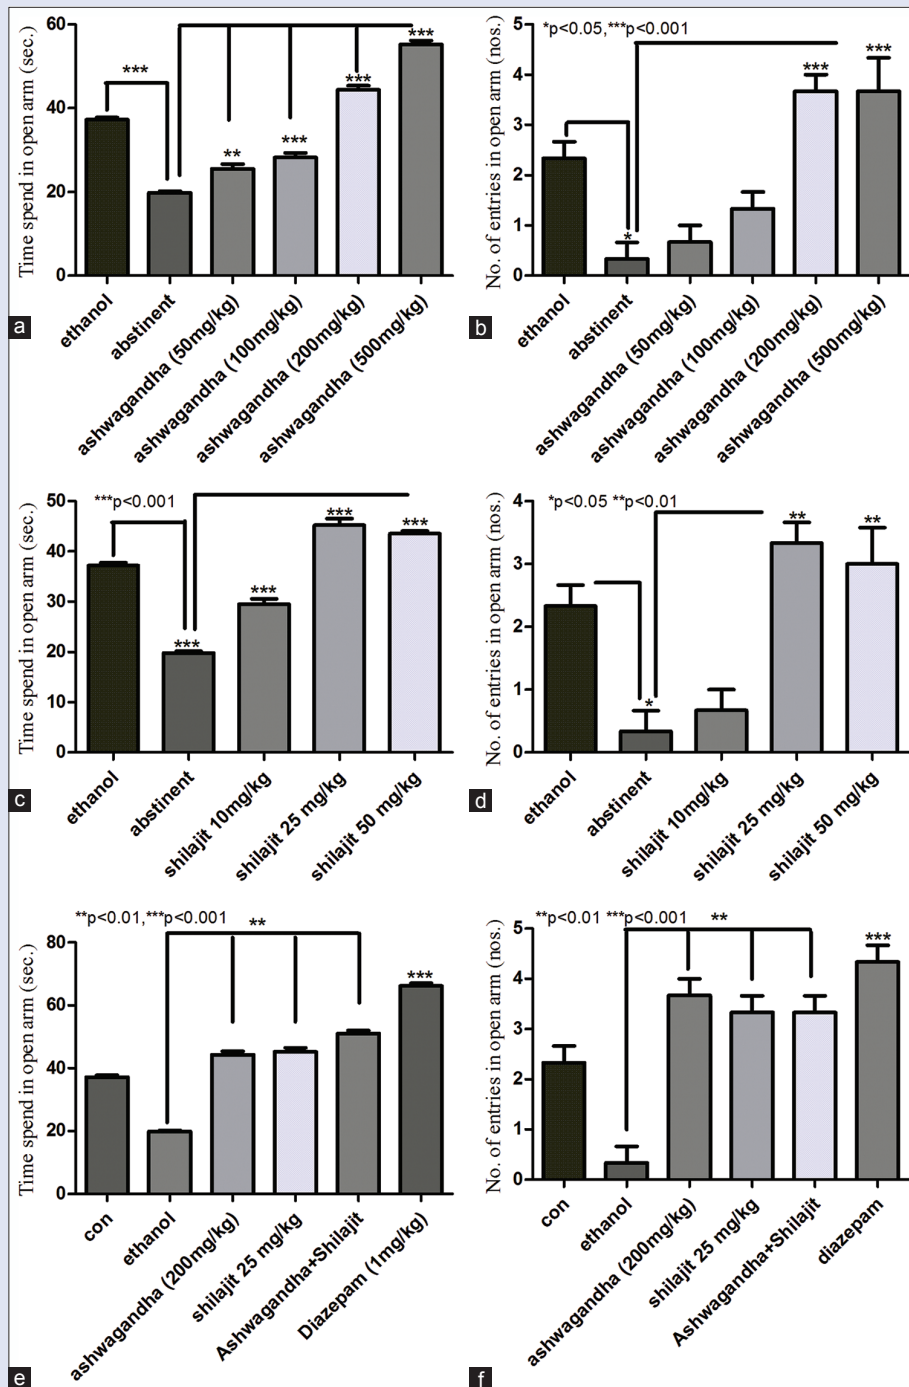 Time spend in open arm (sec.)
60
40
20
0
***
**
***
***
***
ethanol
abstinent
ashwagandha (50mg/kg)
ashwagandha (100mg/kg)
ashwagandha (200mg/kg)
ashwagandha (500mg/kg)
a
No. of entries in open arm (nos.)
5
4
3
2
1
0
*p<0.05,***p<0.001
*
***
***
ethanol
abstinent
ashwagandha (50mg/kg)
ashwagandha (100mg/kg)
ashwagandha (200mg/kg)
ashwagandha (500mg/kg)
b
Time spend in open arm (sec.)
50
40
30
20
10
0
***p<0.001
***
***
***
***
ethanol
abstinent
shilajit 10mg/kg
shilajit 25 mg/kg
shilajit 50 mg/kg
c
No. of entries in open arm (nos.)
4
3
2
1
0
*p<0.05 **p<0.01
*
**
**
ethanol
abstinent
shilajit 10mg/kg
shilajit 25 mg/kg
shilajit 50 mg/kg
d
Time spend in open arm (sec.)
80
60
40
20
0
**p<0.01,***p<0.001
**
***
con
ethanol
ashwagandha (200mg/kg)
shilajit 25 mg/kg
Ashwagandha+Shilajit
Diazepam (1mg/kg)
e
No. of entries in open arm (nos.)
5
4
3
2
1
0
**p<0.01 ***p<0.001
**
***
con
ethanol
ashwagandha (200mg/kg)
shilajit 25 mg/kg
Ashwagandha+Shilajit
diazepam
f